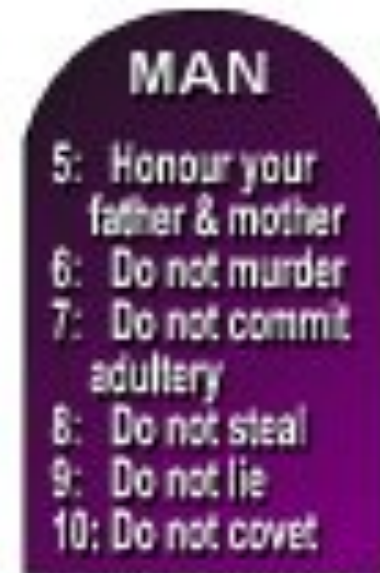 MAN
5: Honour your
father & mother
6: Do not murder
7: Do not commit
adultery
8: Do not steal
9: Do not lie
10: Do not covet